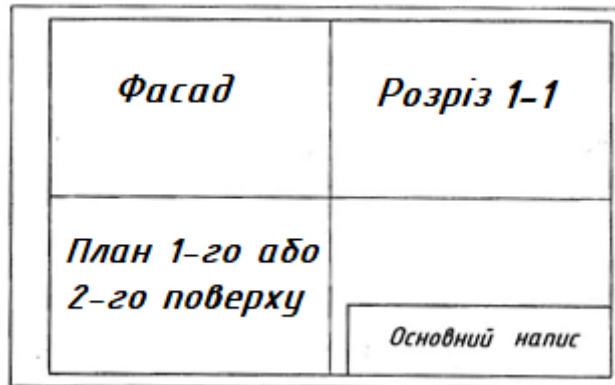 Фасад
Розріз 1-1
План 1-го або
2-го поверху
Основний напис